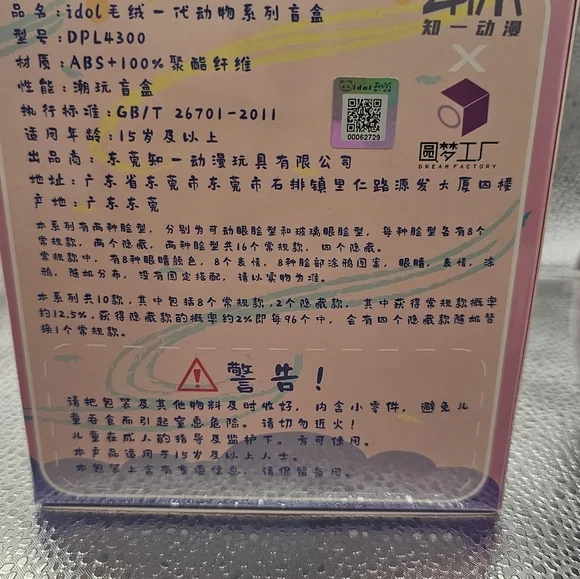 品名:idol毛绒一代动物系列盲盒
知一动漫
型号:DPL4300
材质:ABS+100%聚酯纤维
性能:潮玩盲盒
idol
00062729
执行标准:GB/T 26701-2011
适用年龄:15岁及以上
圆梦工厂
DREAM FACTORY
出品商:东莞知一动漫玩具有限公司
地址:广东省东莞市东莞市石排镇里仁路源发大厦四楼
产地:广东东莞
本系列有两种脸型,分别为可动眼脸型和玻璃眼脸型,每种脸型各有8个
常规款,两个隐藏,两种脸型共16个常规款,四个隐藏。
常规款中,有8种眼睛颜色,8个表情,8种脸部涂鸦图案,眼睛,表情,涂
鸦,随机分布,没有固定搭配,请以实物为准。
本系列共10款,其中包括8个常规款,2个隐藏款,其中获得常规款概率
约12.5%,获得隐藏款的概率约2%即每96个中,会有四个隐藏款随机替
换1个常规款。
警告!
请把包装及其他物料及时收好,内含小零件,避免儿
童吞食而引起窒息危险。请切勿近火!
儿童在成人的指导及监护下。方可使用。
本产品适用于15岁及以上人士。
本包装上含有重要信息,请保留备用。